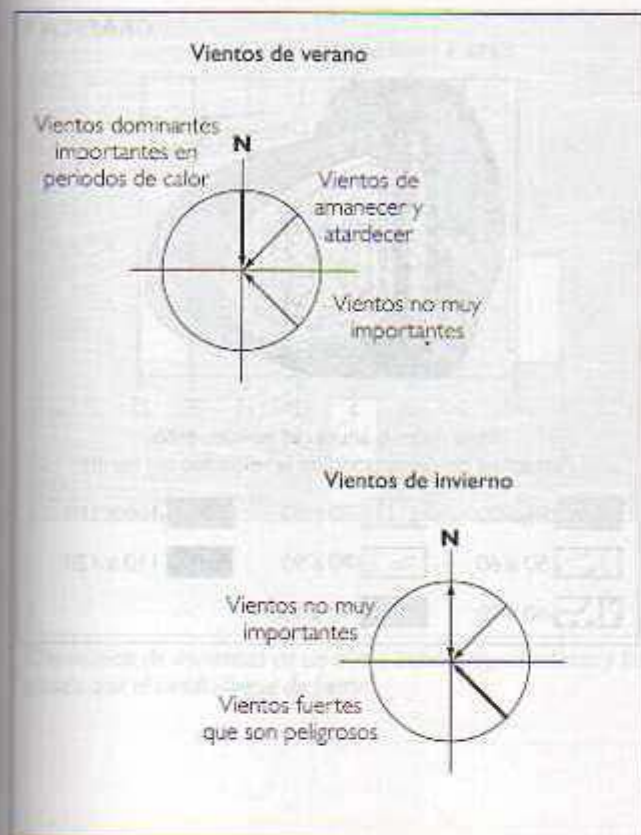 Vientos de verano
Vientos dominantes
importantes en
periodos de calor
N
Vientos de
amanecer y
atardecer
Vientos no muy
importantes
Vientos de invierno
N
Vientos no muy
importantes
Vientos fuertes
que son peligrosos